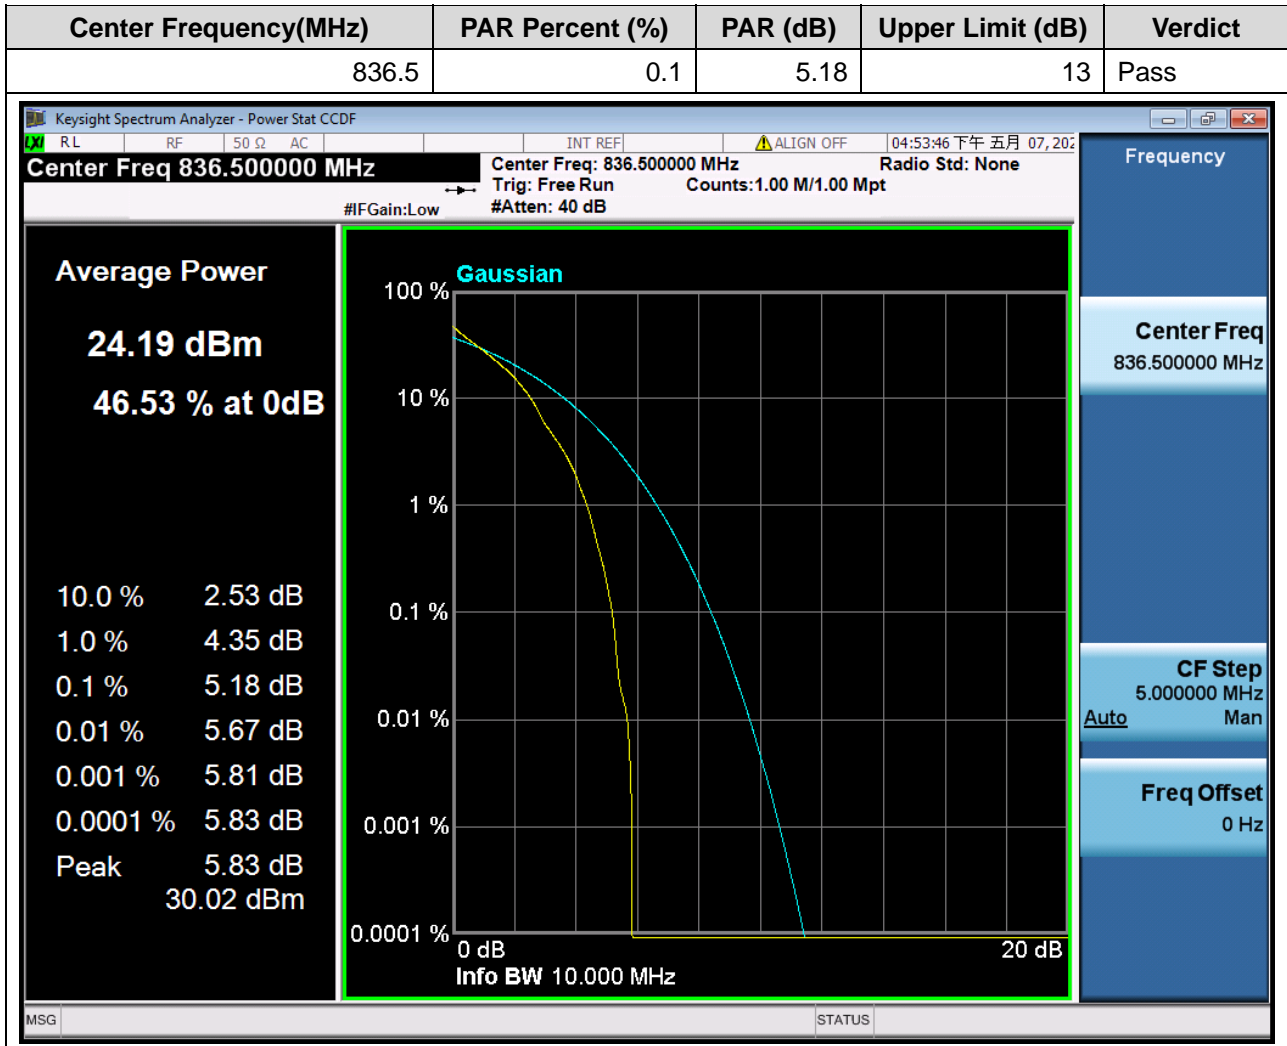 Center Frequency(MHz) PAR Percent (%) PAR (dB) Upper Limit (dB) Verdict
836.5 0.1 5.18 13 Pass
Keysight Spectrum Analyzer - Power Stat CCDF
LXI RL RF 50 Ω AC INT REF ALIGN OFF 04:53:46 下午 五月 07, 202
Center Freq 836.500000 MHz
Center Freq: 836.500000 MHz Radio Std: None
Trig: Free Run Counts:1.00 M/1.00 Mpt
#IFGain:Low #Atten: 40 dB
Average Power
24.19 dBm
46.53 % at 0dB
10.0 % 2.53 dB
1.0 % 4.35 dB
0.1 % 5.18 dB
0.01 % 5.67 dB
0.001 % 5.81 dB
0.0001 % 5.83 dB
Peak 5.83 dB
30.02 dBm
Gaussian
100 %
10 %
1 %
0.1 %
0.01 %
0.001 %
0.0001 %
0 dB 20 dB
Info BW 10.000 MHz
Frequency
Center Freq
836.500000 MHz
CF Step
5.000000 MHz
Auto Man
Freq Offset
0 Hz
MSG STATUS